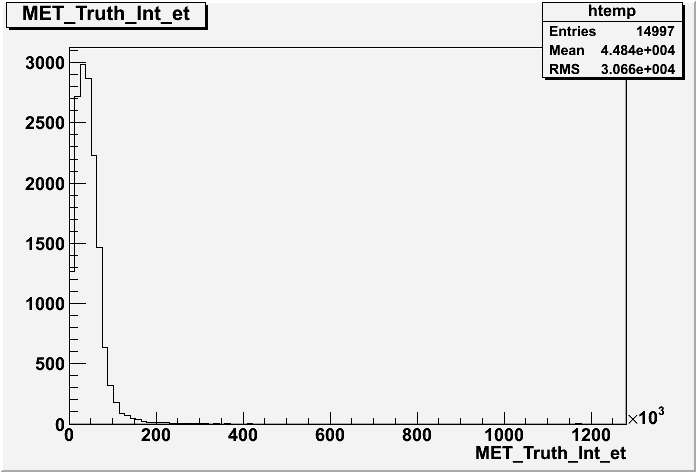 MET_Truth_Int_et
htemp
Entries 14997
Mean 4.484e+004
RMS 3.066e+004
3000
2500
2000
1500
1000
500
0
0 200 400 600 800 1000 1200 ×10³
MET_Truth_Int_et